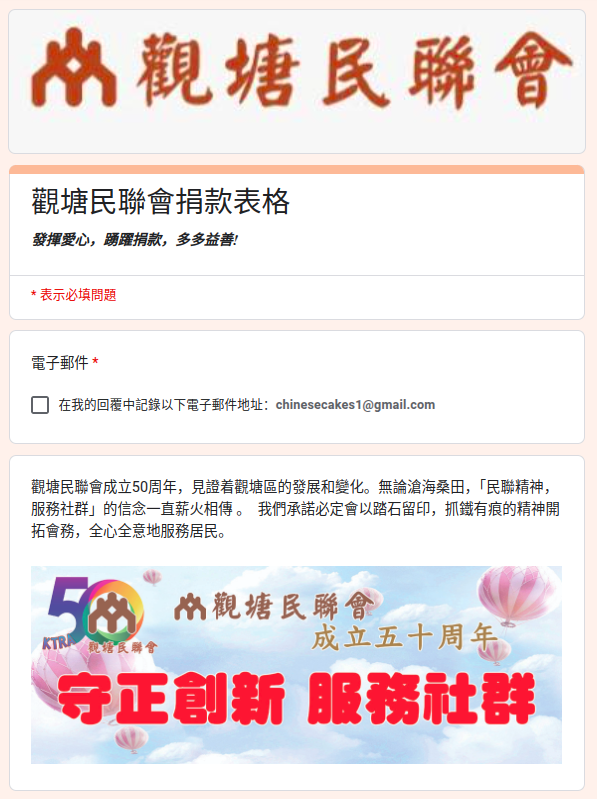 觀塘民聯會
觀塘民聯會捐款表格
發揮愛心，踴躍捐款，多多益善!
* 表示必填問題
電子郵件 *
在我的回覆中記錄以下電子郵件地址：chinesecakes1@gmail.com
觀塘民聯會成立50周年，見證着觀塘區的發展和變化。無論滄海桑田，「民聯精神，
服務社群」的信念一直薪火相傳 。 我們承諾必定會以踏石留印，抓鐵有痕的精神開
拓會務，全心全意地服務居民。
50
KTRA
觀塘民聯會
觀塘民聯會
成立五十周年
守正創新 服務社群